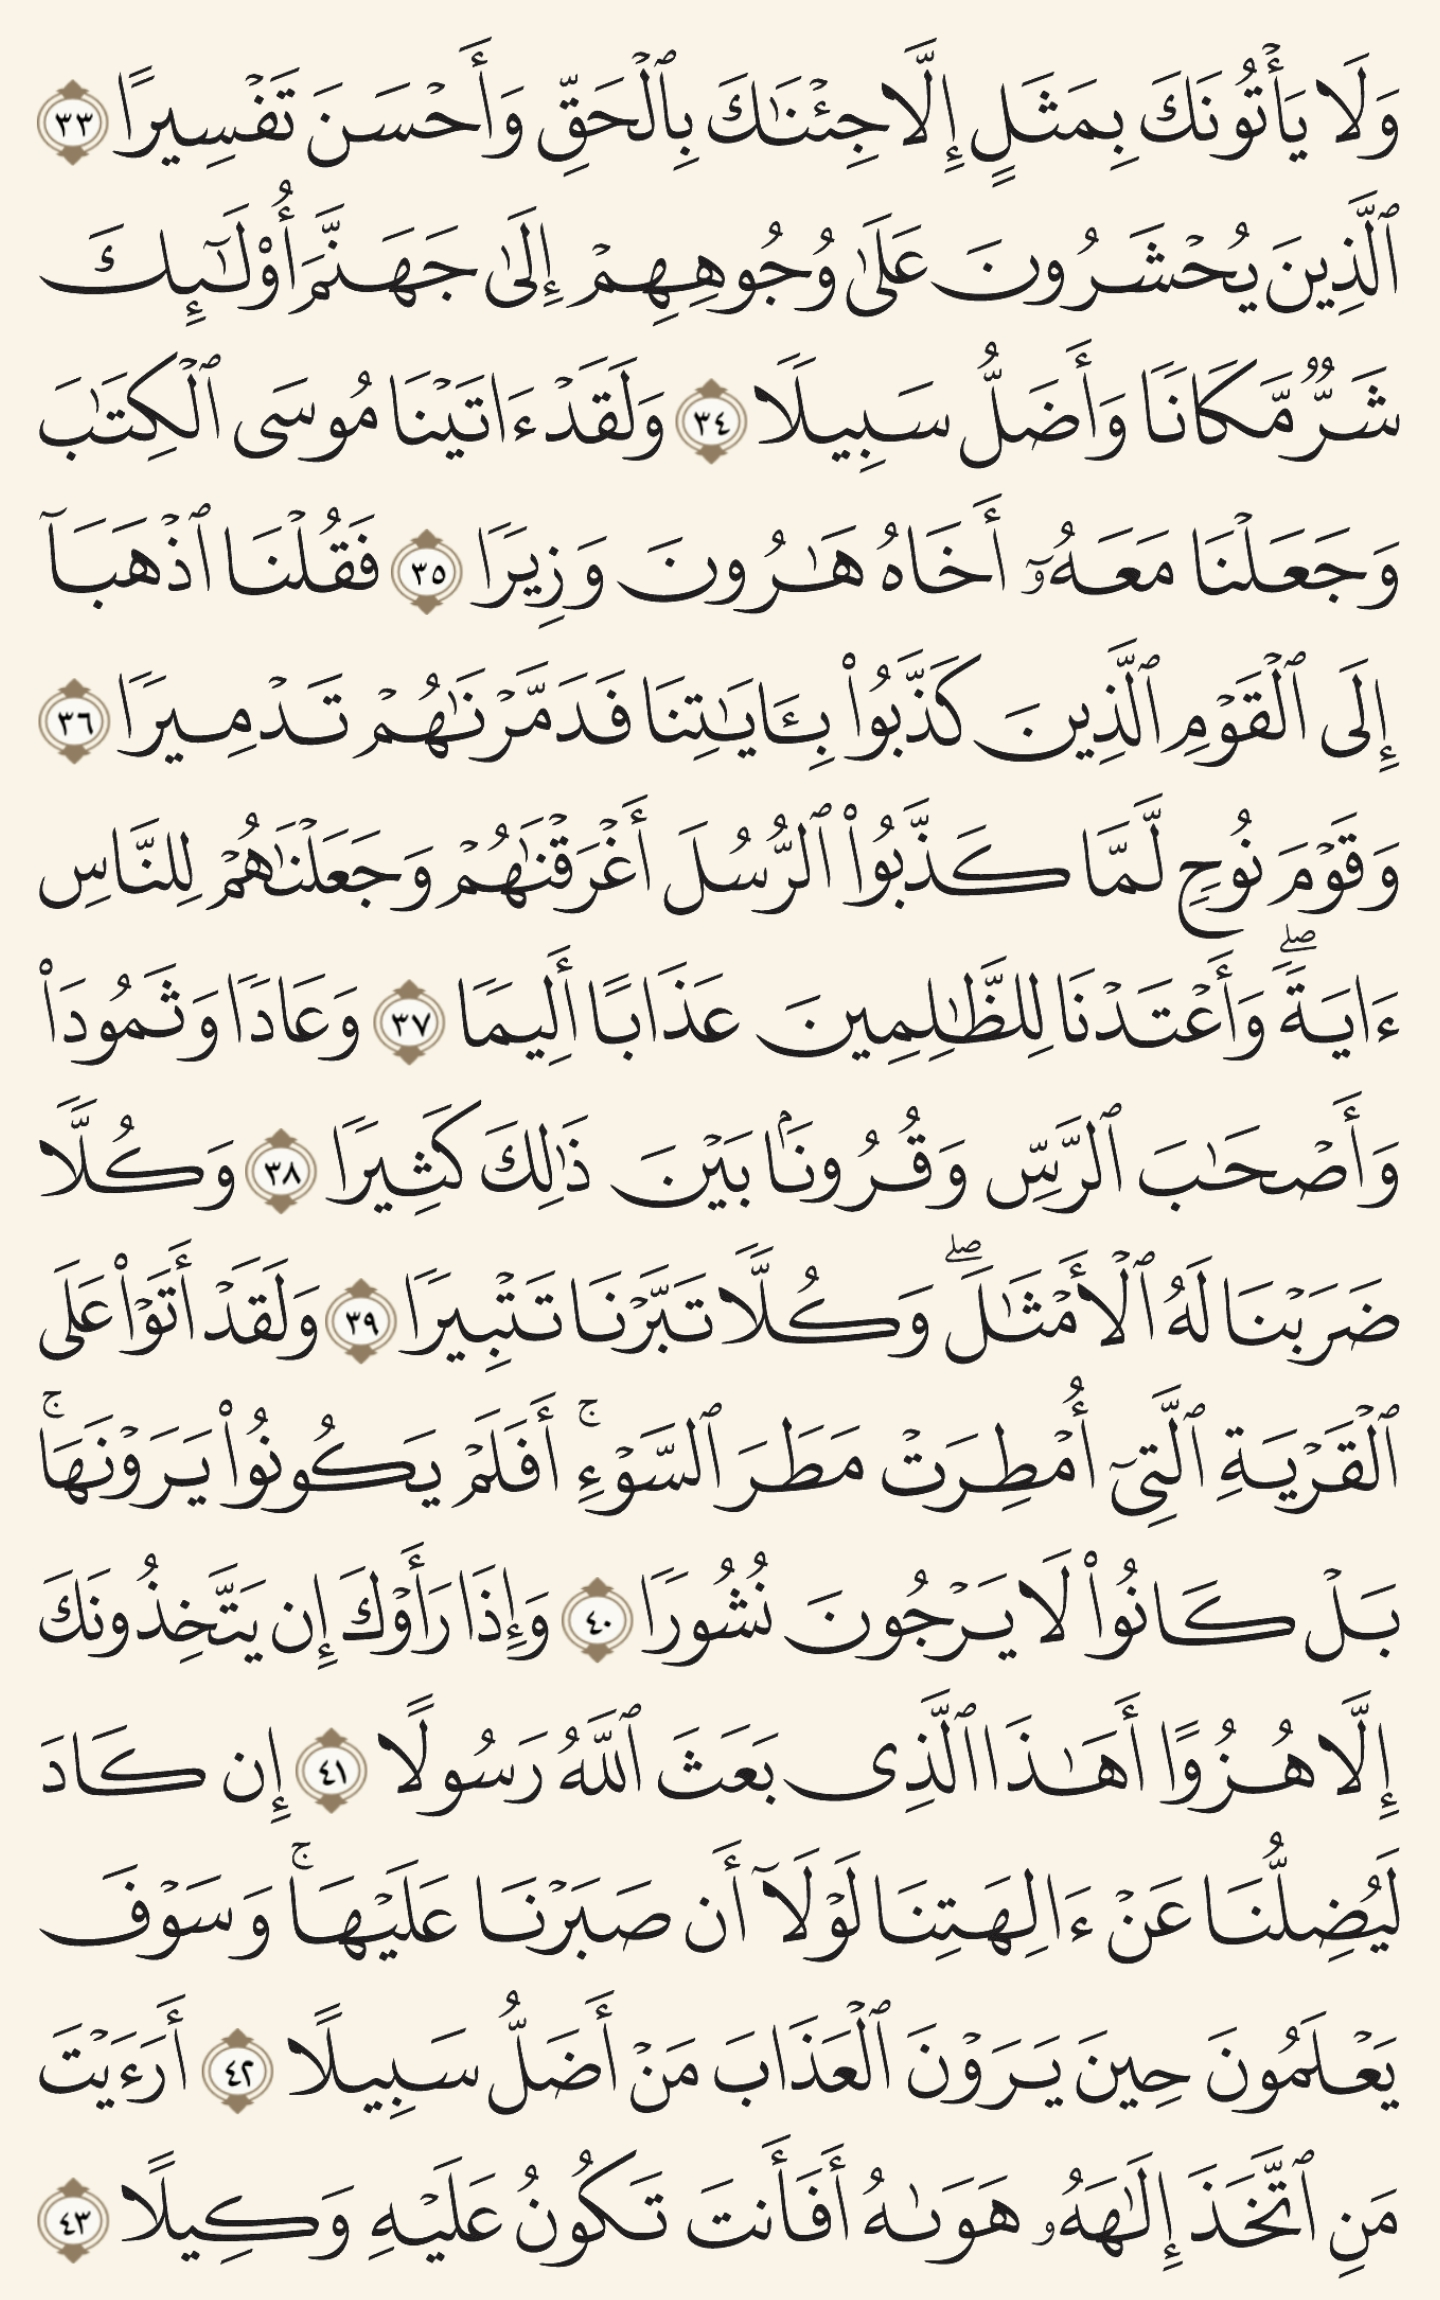 وَلَا يَأۡتُونَكَ بِمَثَلٍ إِلَّا جِئۡنَٰكَ بِٱلۡحَقِّ وَأَحۡسَنَ تَفۡسِيرًا ٣٣
ٱلَّذِينَ يُحۡشَرُونَ عَلَىٰ وُجُوهِهِمۡ إِلَىٰ جَهَنَّمَ أُوْلَٰٓئِكَ
شَرّٞ مَّكَانٗا وَأَضَلُّ سَبِيلٗا ٣٤ وَلَقَدۡ ءَاتَيۡنَا مُوسَى ٱلۡكِتَٰبَ
وَجَعَلۡنَا مَعَهُۥٓ أَخَاهُ هَٰرُونَ وَزِيرٗا ٣٥ فَقُلۡنَا ٱذۡهَبَآ
إِلَى ٱلۡقَوۡمِ ٱلَّذِينَ كَذَّبُواْ بِـَٔايَٰتِنَا فَدَمَّرۡنَٰهُمۡ تَدۡمِيرٗا ٣٦
وَقَوۡمَ نُوحٖ لَّمَّا كَذَّبُواْ ٱلرُّسُلَ أَغۡرَقۡنَٰهُمۡ وَجَعَلۡنَٰهُمۡ لِلنَّاسِ
ءَايَةٗۖ وَأَعۡتَدۡنَا لِلظَّٰلِمِينَ عَذَابًا أَلِيمٗا ٣٧ وَعَادٗا وَثَمُودَاْ
وَأَصۡحَٰبَ ٱلرَّسِّ وَقُرُونَۢا بَيۡنَ ذَٰلِكَ كَثِيرٗا ٣٨ وَكُلّٗا
ضَرَبۡنَا لَهُ ٱلۡأَمۡثَٰلَۖ وَكُلّٗا تَبَّرۡنَا تَتۡبِيرٗا ٣٩ وَلَقَدۡ أَتَوۡاْ عَلَى
ٱلۡقَرۡيَةِ ٱلَّتِيٓ أُمۡطِرَتۡ مَطَرَ ٱلسَّوۡءِۚ أَفَلَمۡ يَكُونُواْ يَرَوۡنَهَاۚ
بَلۡ كَانُواْ لَا يَرۡجُونَ نُشُورٗا ٤٠ وَإِذَا رَأَوۡكَ إِن يَتَّخِذُونَكَ
إِلَّا هُزُوًا أَهَٰذَا ٱلَّذِي بَعَثَ ٱللَّهُ رَسُولًا ٤١ إِن كَادَ
لَيُضِلُّنَا عَنۡ ءَالِهَتِنَا لَوۡلَآ أَن صَبَرۡنَا عَلَيۡهَاۚ وَسَوۡفَ
يَعۡلَمُونَ حِينَ يَرَوۡنَ ٱلۡعَذَابَ مَنۡ أَضَلُّ سَبِيلًا ٤٢ أَرَءَيۡتَ
مَنِ ٱتَّخَذَ إِلَٰهَهُۥ هَوَىٰهُ أَفَأَنتَ تَكُونُ عَلَيۡهِ وَكِيلًا ٤٣